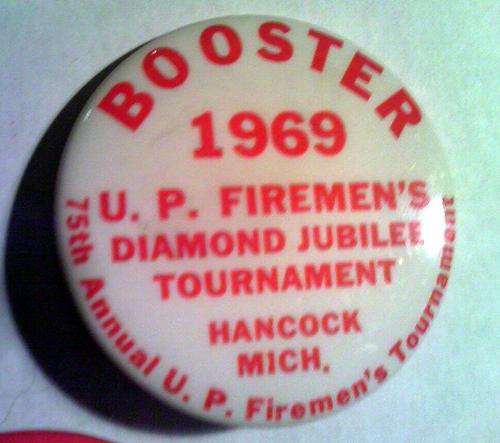 BOOSTER
1969
U. P. FIREMEN'S
DIAMOND JUBILEE
TOURNAMENT
HANCOCK
MICH.
75th Annual U. P. Firemen's Tournament